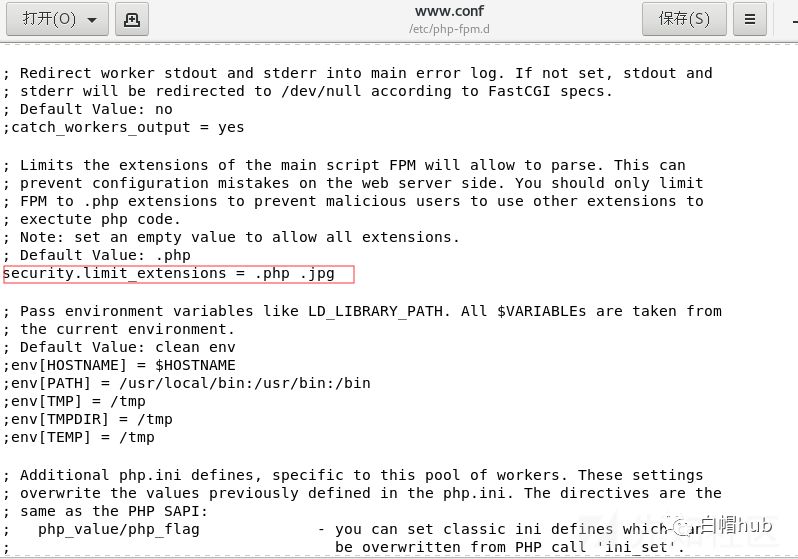 打开(O)
www.conf
/etc/php-fpm.d
保存(S)
; Redirect worker stdout and stderr into main error log. If not set, stdout and
; stderr will be redirected to /dev/null according to FastCGI specs.
; Default Value: no
;catch_workers_output = yes
; Limits the extensions of the main script FPM will allow to parse. This can
; prevent configuration mistakes on the web server side. You should only limit
; FPM to .php extensions to prevent malicious users to use other extensions to
; exectute php code.
; Note: set an empty value to allow all extensions.
; Default Value: .php
security.limit_extensions = .php .jpg
; Pass environment variables like LD_LIBRARY_PATH. All $VARIABLEs are taken from
; the current environment.
; Default Value: clean env
;env[HOSTNAME] = $HOSTNAME
;env[PATH] = /usr/local/bin:/usr/bin:/bin
;env[TMP] = /tmp
;env[TMPDIR] = /tmp
;env[TEMP] = /tmp
; Additional php.ini defines, specific to this pool of workers. These settings
; overwrite the values previously defined in the php.ini. The directives are the
; same as the PHP SAPI:
;   php_value/php_flag             - you can set classic ini defines which can
;                                    be overwritten from PHP call 'ini_set'.
白帽hub